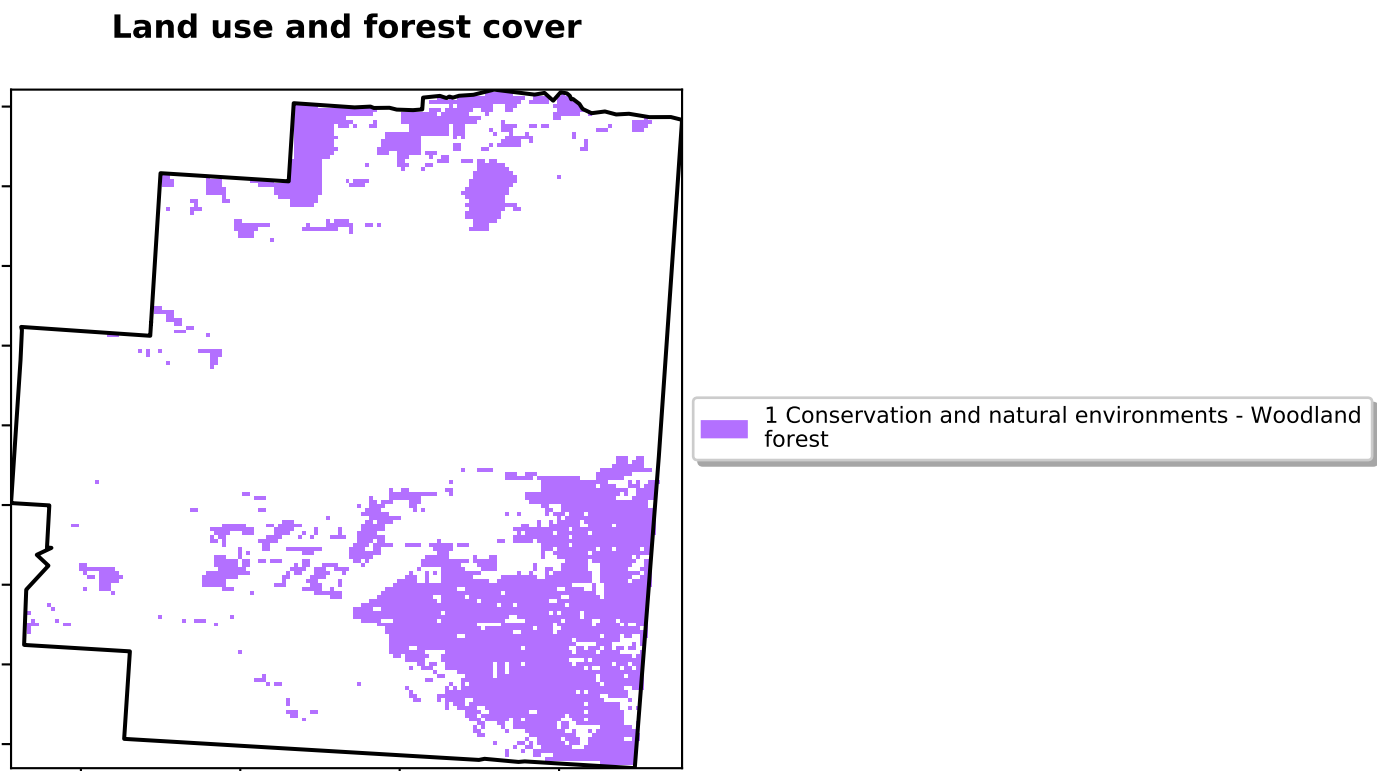 Land use and forest cover
1 Conservation and natural environments - Woodland
forest